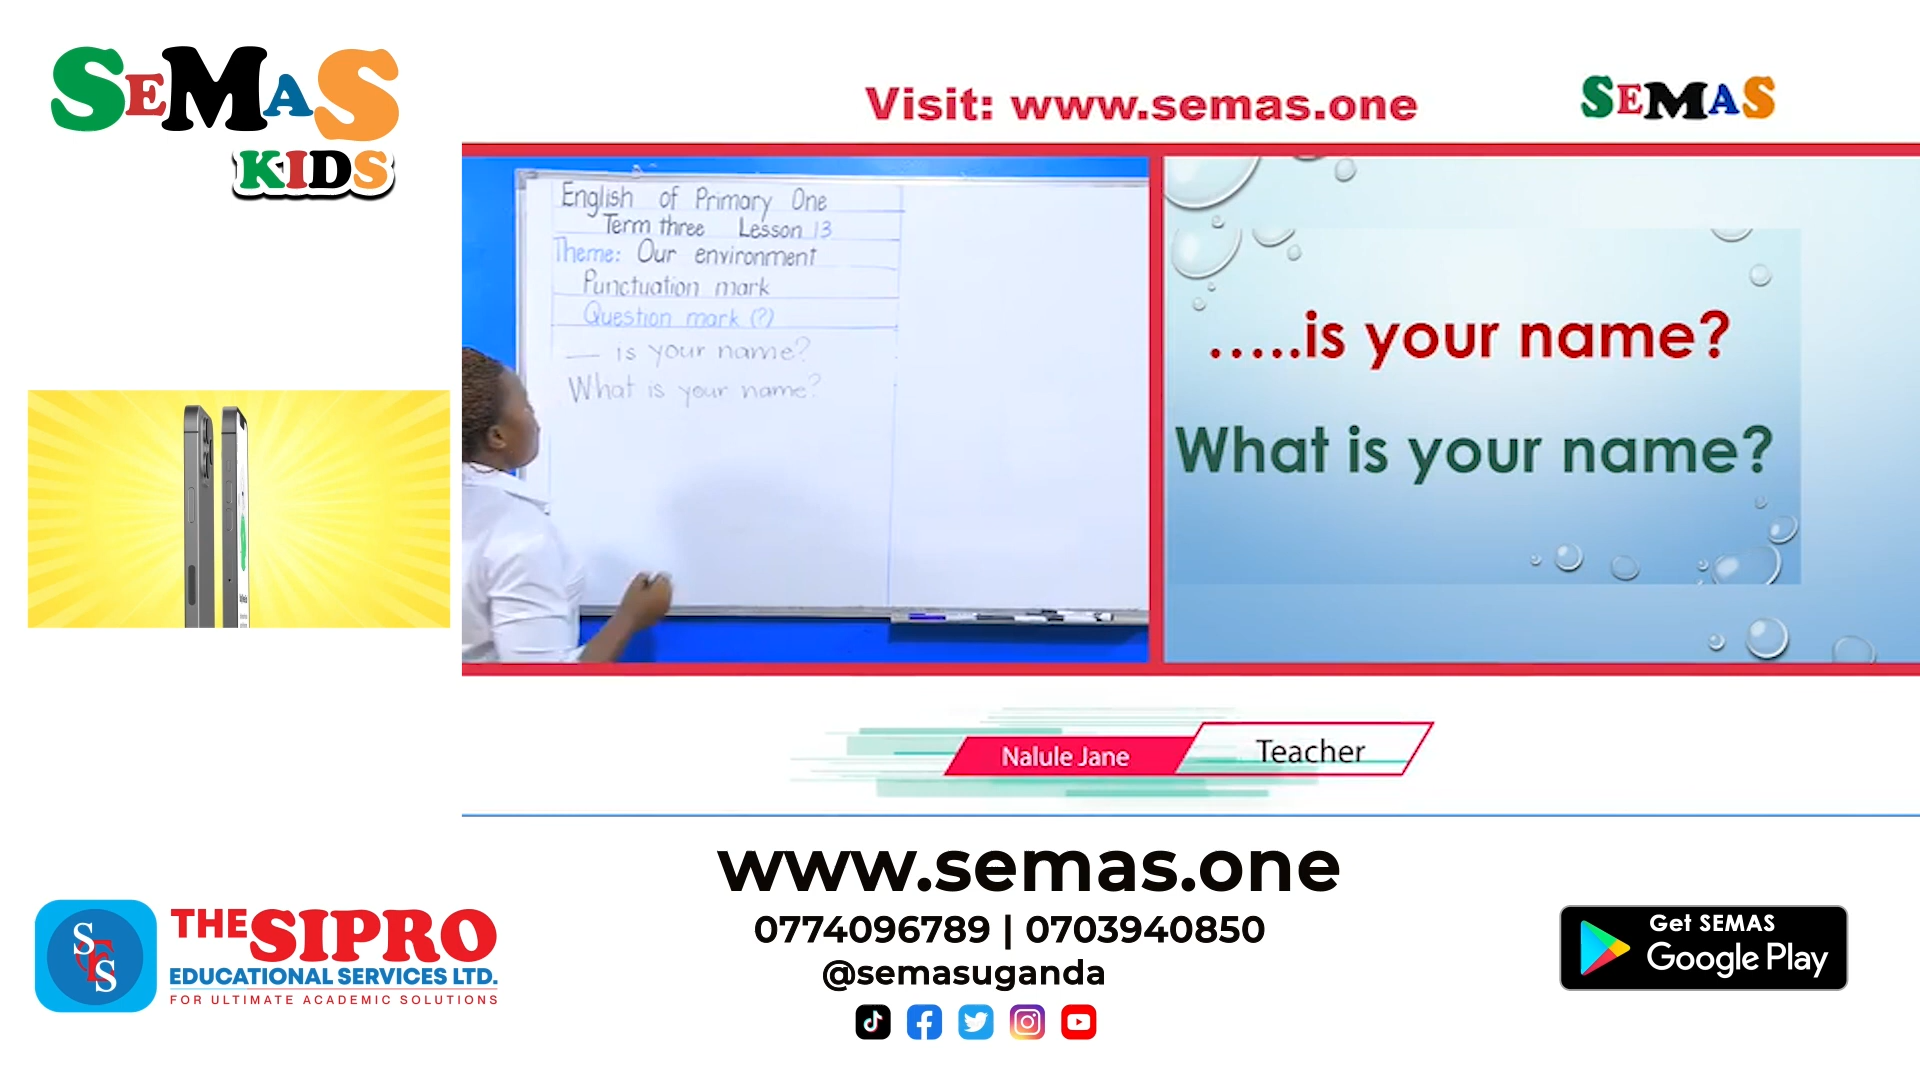 SEMAS
KIDS
Visit: www.semas.one
SEMAS
English of Primary One
Term three Lesson 13
Theme: Our environment
Punctuation mark
Question mark (?)
__ is your name?
What is your name?
.....is your name?
What is your name?
Nalule Jane
Teacher
www.semas.one
0774096789 | 0703940850
@semasuganda
SES
THE SIPRO
EDUCATIONAL SERVICES LTD.
FOR ULTIMATE ACADEMIC SOLUTIONS
Get SEMAS
Google Play